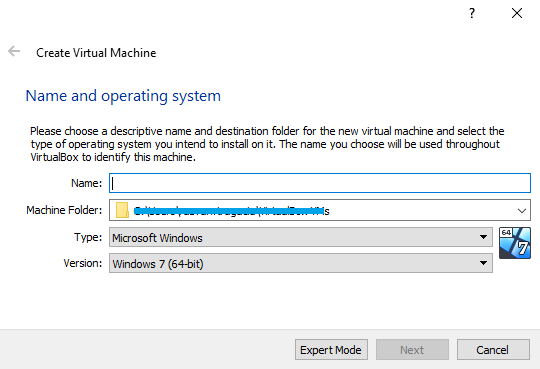 ?
Create Virtual Machine
Name and operating system
Please choose a descriptive name and destination folder for the new virtual machine and select the
type of operating system you intend to install on it. The name you choose will be used throughout
VirtualBox to identify this machine.
Name:
Machine Folder:
Type: Microsoft Windows
64
7
Version: Windows 7 (64-bit)
Expert Mode Next Cancel